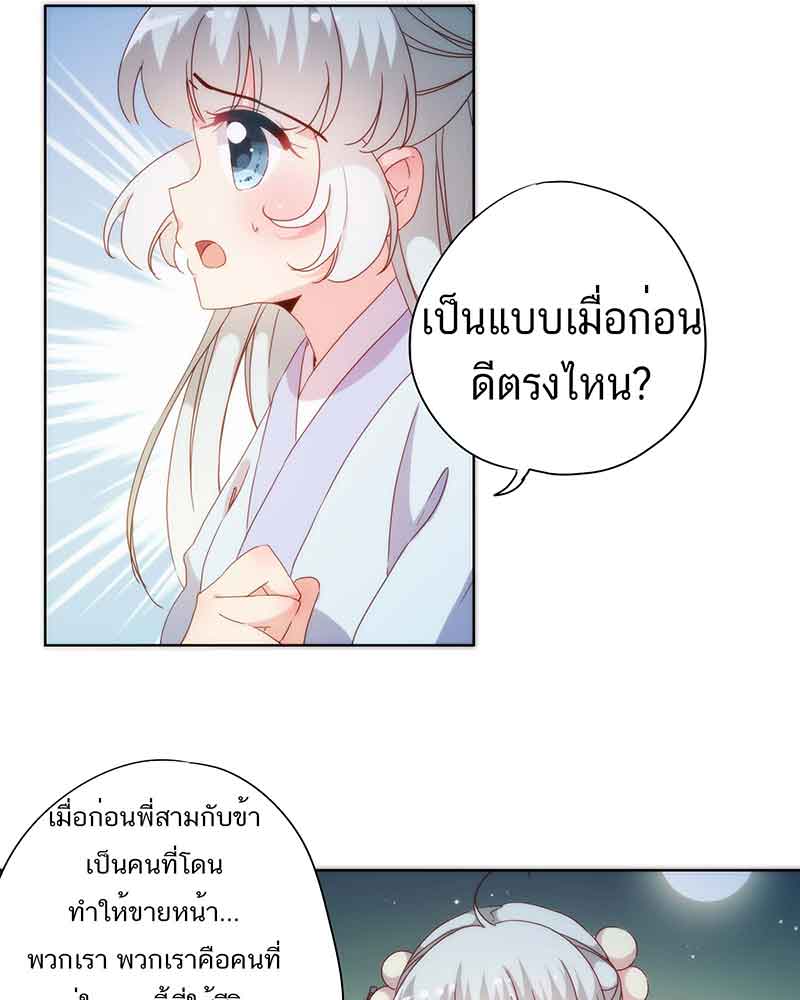 เป็นแบบเมื่อก่อน
ดีตรงไหน?
เมื่อก่อนพี่สามกับข้า
เป็นคนที่โดน
ทำให้ขายหน้า...
พวกเรา พวกเราคือคนที่